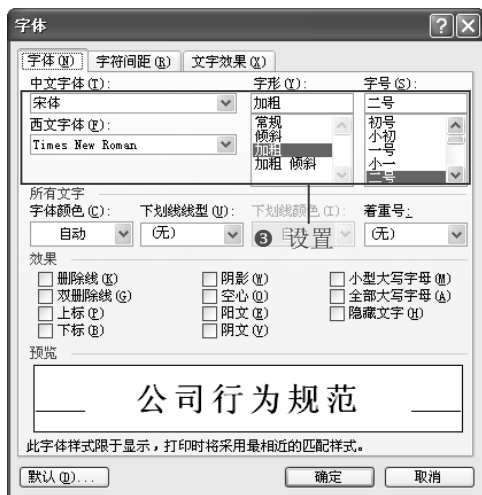 字体
字体(N) 字符间距(R) 文字效果(X)
中文字体(T): 字形(Y): 字号(S):
宋体 加粗 二号
西文字体(F): 常规 初号
Times New Roman 倾斜 小初
加粗 一号
加粗 倾斜 小一
二号
所有文字
字体颜色(C): 下划线线型(U): 下划线颜色(I): 着重号:
自动 (无) 自动 (无)
❸ 设置
效果
删除线(K) 阴影(W) 小型大写字母(M)
双删除线(G) 空心(O) 全部大写字母(A)
上标(P) 阳文(E) 隐藏文字(H)
下标(B) 阴文(V)
预览
公司行为规范
此字体样式限于显示,打印时将采用最相近的匹配样式。
默认(D)... 确定 取消